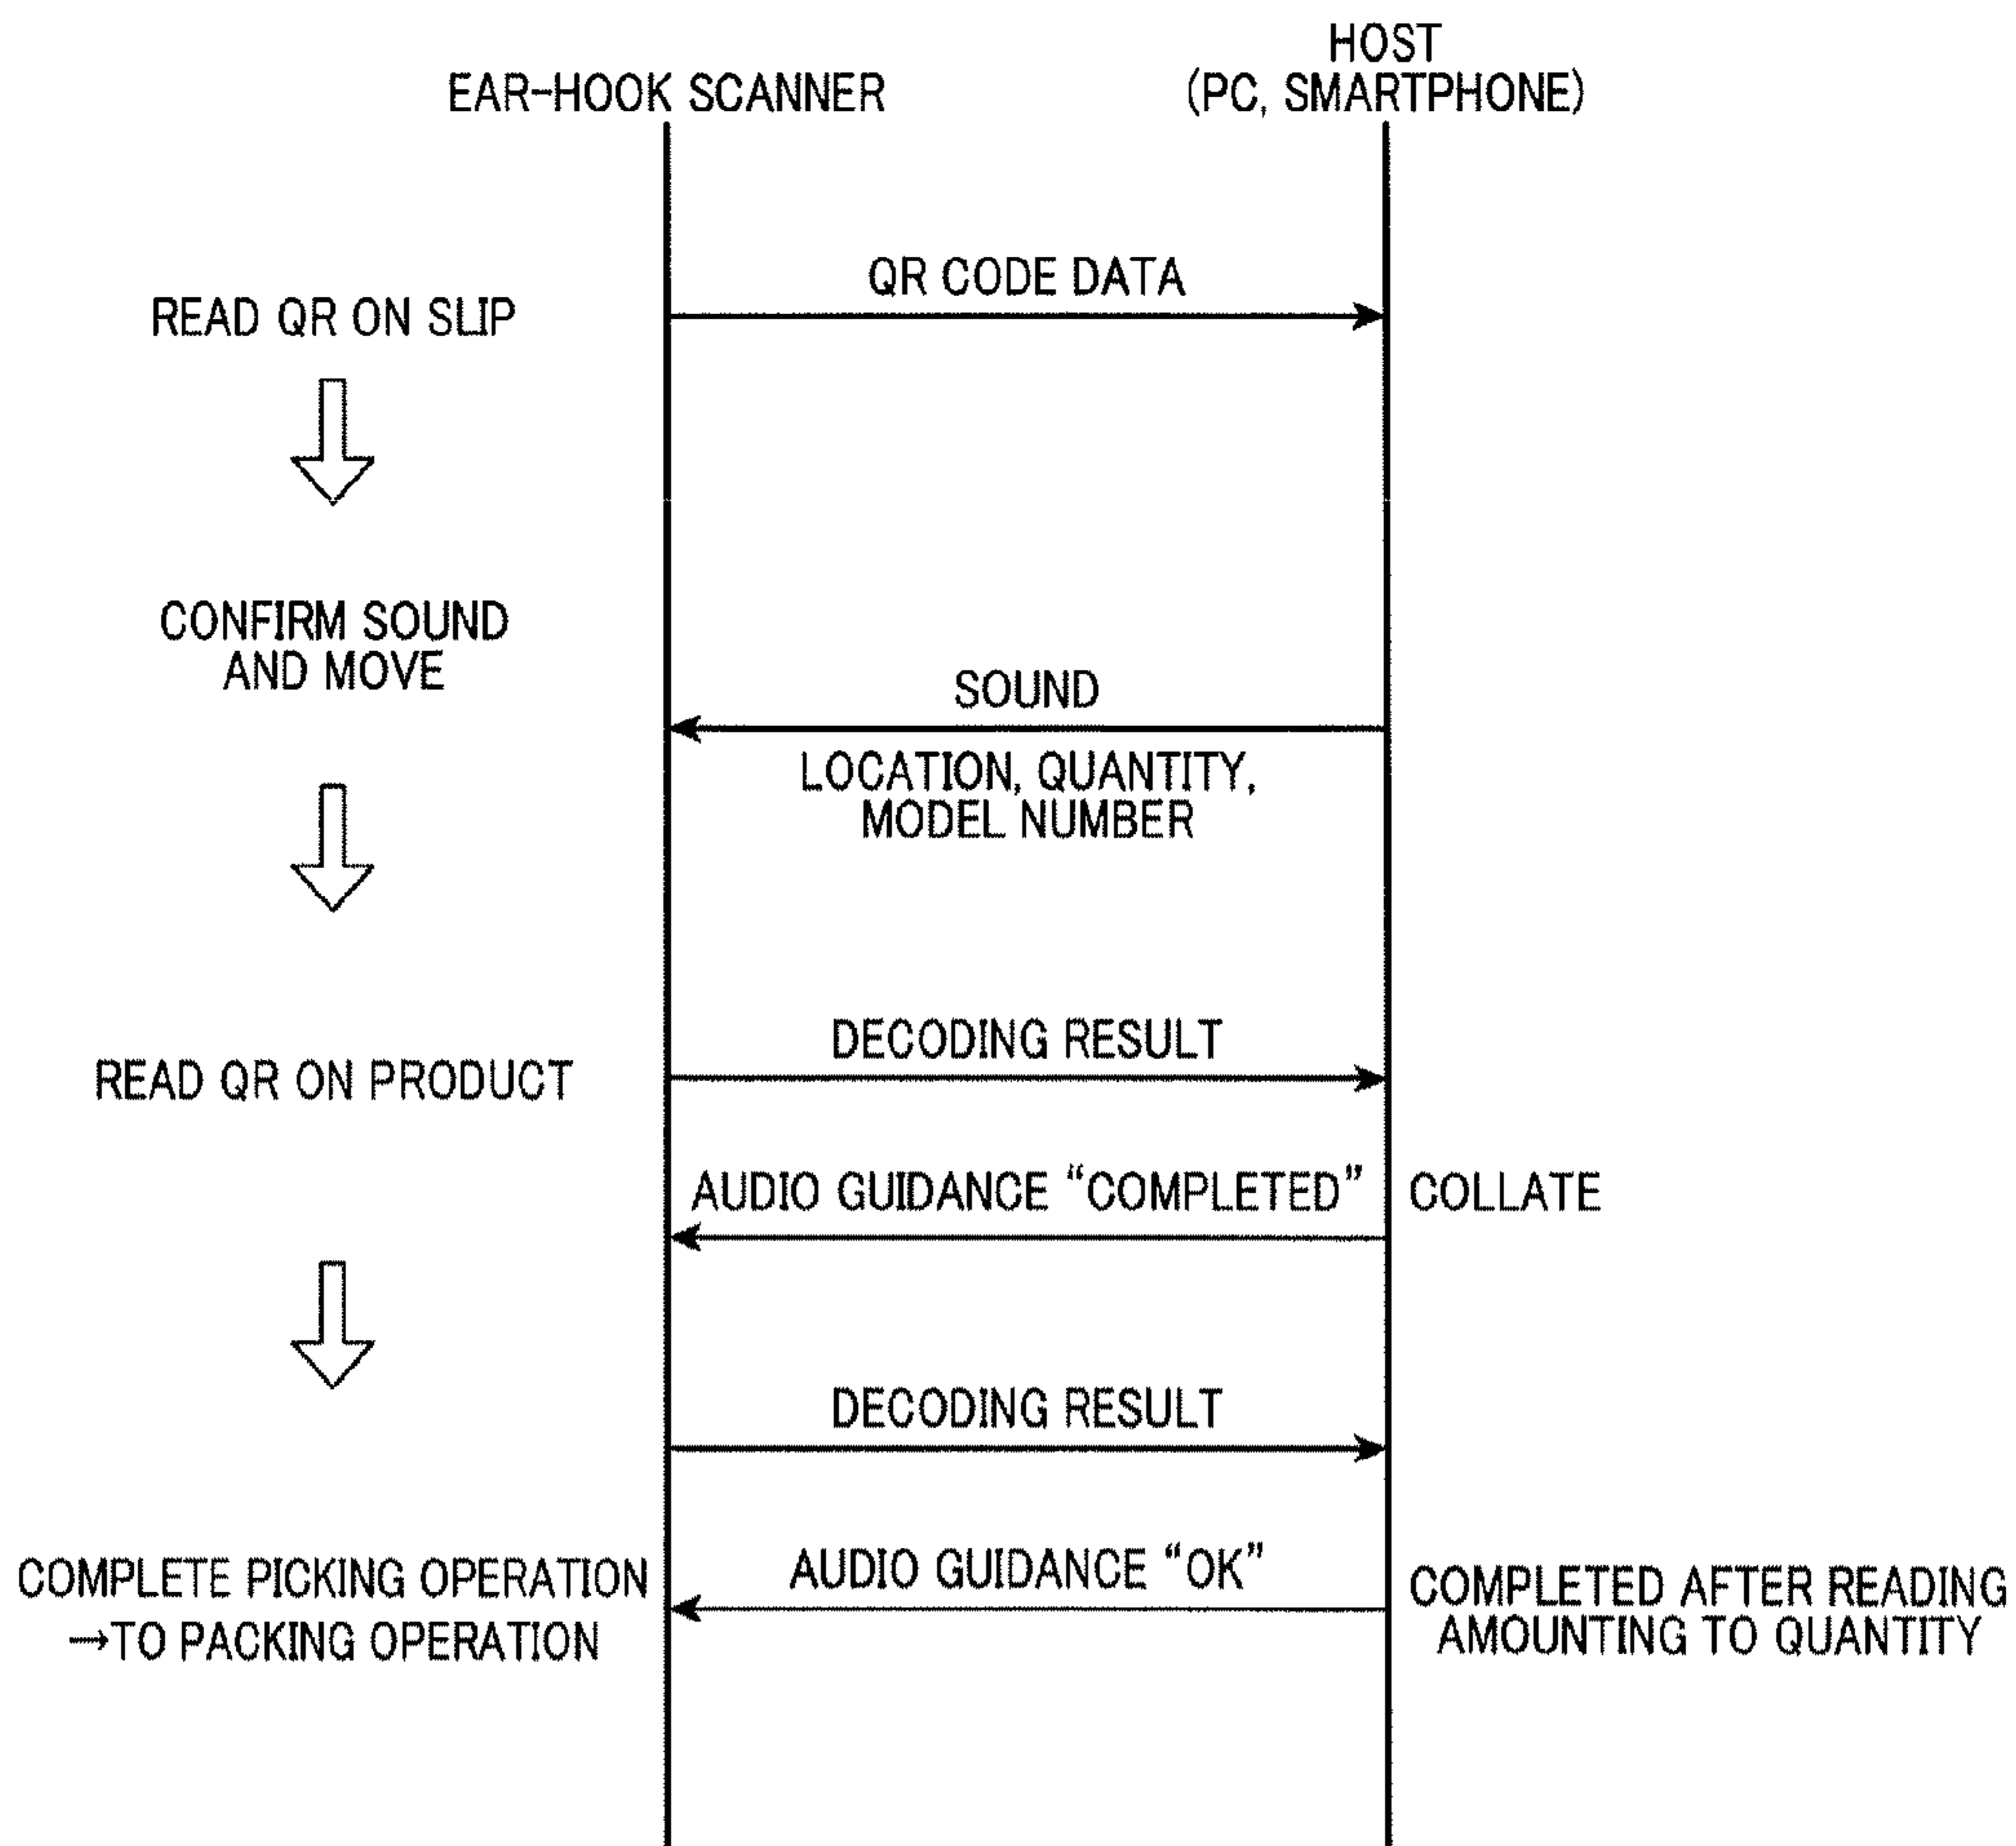 HOST
EAR-HOOK SCANNER
(PC, SMARTPHONE)
QR CODE DATA
READ QR ON SLIP
CONFIRM SOUND
AND MOVE
SOUND
LOCATION, QUANTITY,
MODEL NUMBER
DECODING RESULT
READ QR ON PRODUCT
AUDIO GUIDANCE “COMPLETED”
COLLATE
DECODING RESULT
COMPLETE PICKING OPERATION
→TO PACKING OPERATION
AUDIO GUIDANCE “OK”
COMPLETED AFTER READING
AMOUNTING TO QUANTITY